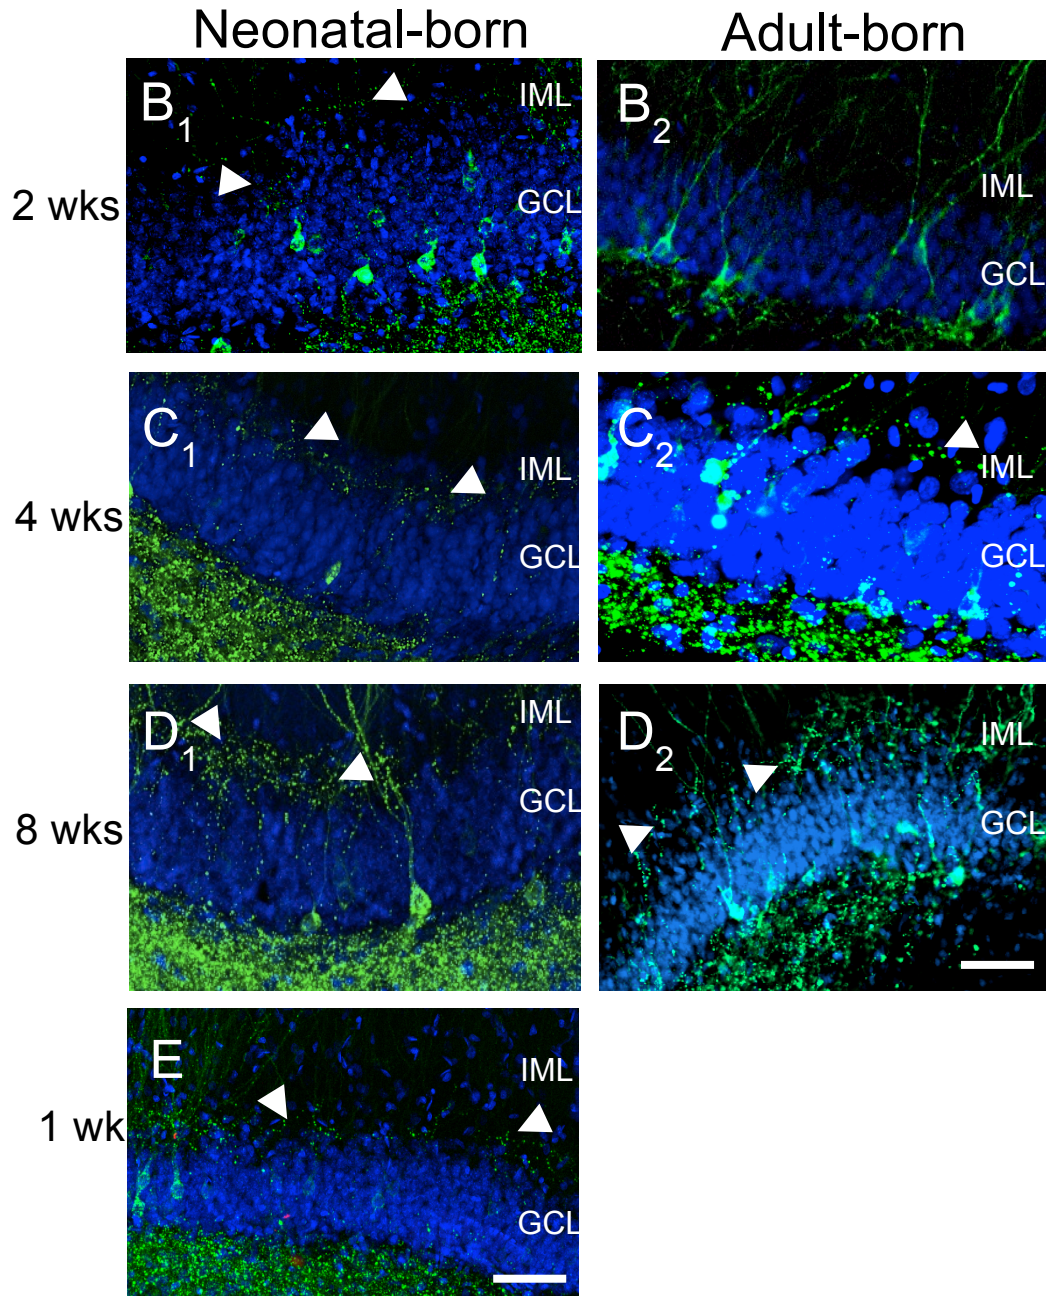 Neonatal-born Adult-born
B1 IML GCL
B2 IML GCL
2 wks
C1 IML GCL
C2 IML GCL
4 wks
D1 IML GCL
D2 IML GCL
8 wks
E IML GCL
1 wk